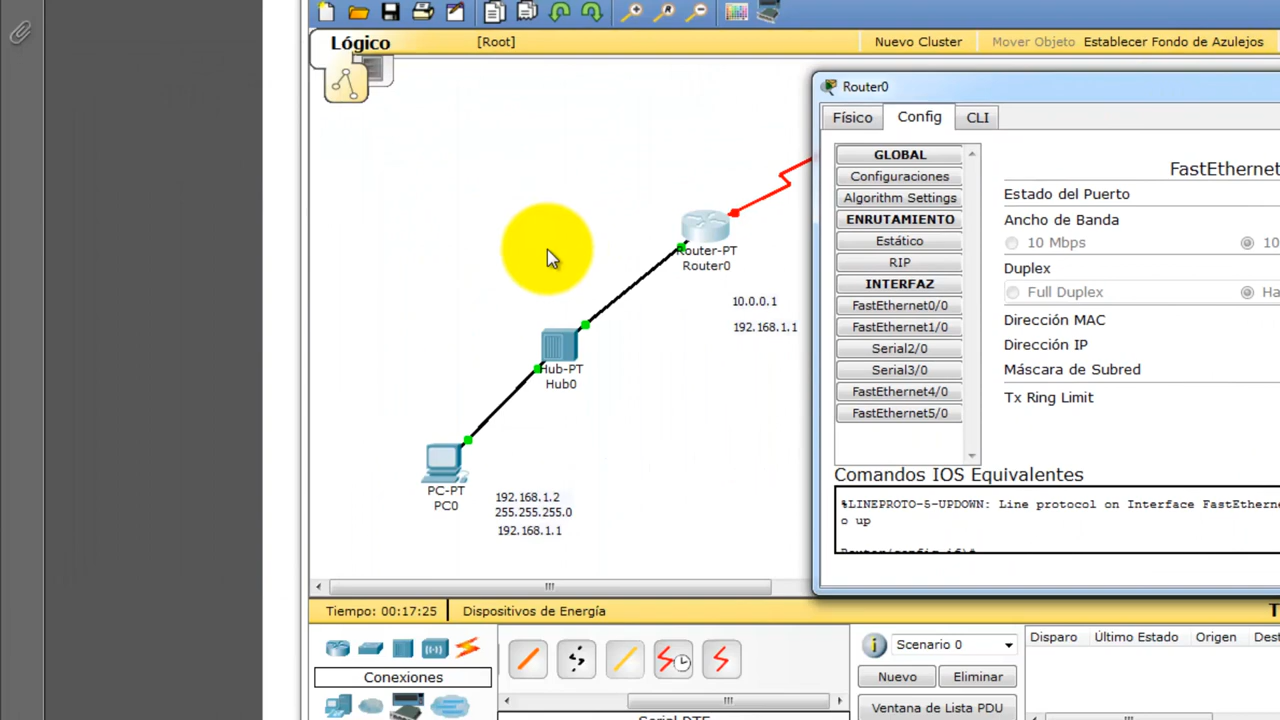 Lógico
[Root]
Nuevo Cluster
Mover Objeto
Establecer Fondo de Azulejos
Router0
Físico
Config
CLI
GLOBAL
Configuraciones
Algorithm Settings
ENRUTAMIENTO
Estático
RIP
INTERFAZ
FastEthernet0/0
FastEthernet1/0
Serial2/0
Serial3/0
FastEthernet4/0
FastEthernet5/0
FastEthernet
Estado del Puerto
Ancho de Banda
10 Mbps
10
Duplex
Full Duplex
Ha
Dirección MAC
Dirección IP
Máscara de Subred
Tx Ring Limit
Comandos IOS Equivalentes
%LINEPROTO-5-UPDOWN: Line protocol on Interface FastEtherne
o up
Router-PT
Router0
10.0.0.1
192.168.1.1
Hub-PT
Hub0
PC-PT
PC0
192.168.1.2
255.255.255.0
192.168.1.1
Tiempo: 00:17:25
Dispositivos de Energía
T
Conexiones
Scenario 0
Nuevo
Eliminar
Ventana de Lista PDU
Disparo
Último Estado
Origen
Des